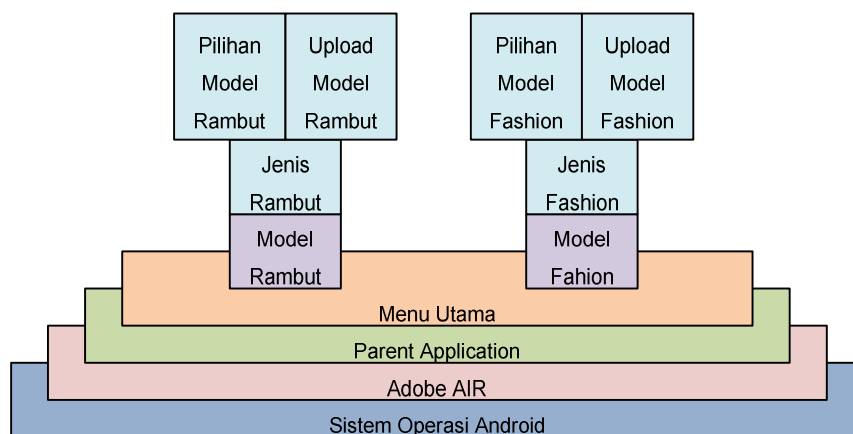 Pilihan
Model
Rambut
Upload
Model
Rambut
Pilihan
Model
Fashion
Upload
Model
Fashion
Jenis
Rambut
Jenis
Fashion
Model
Rambut
Model
Fahion
Menu Utama
Parent Application
Adobe AIR
Sistem Operasi Android